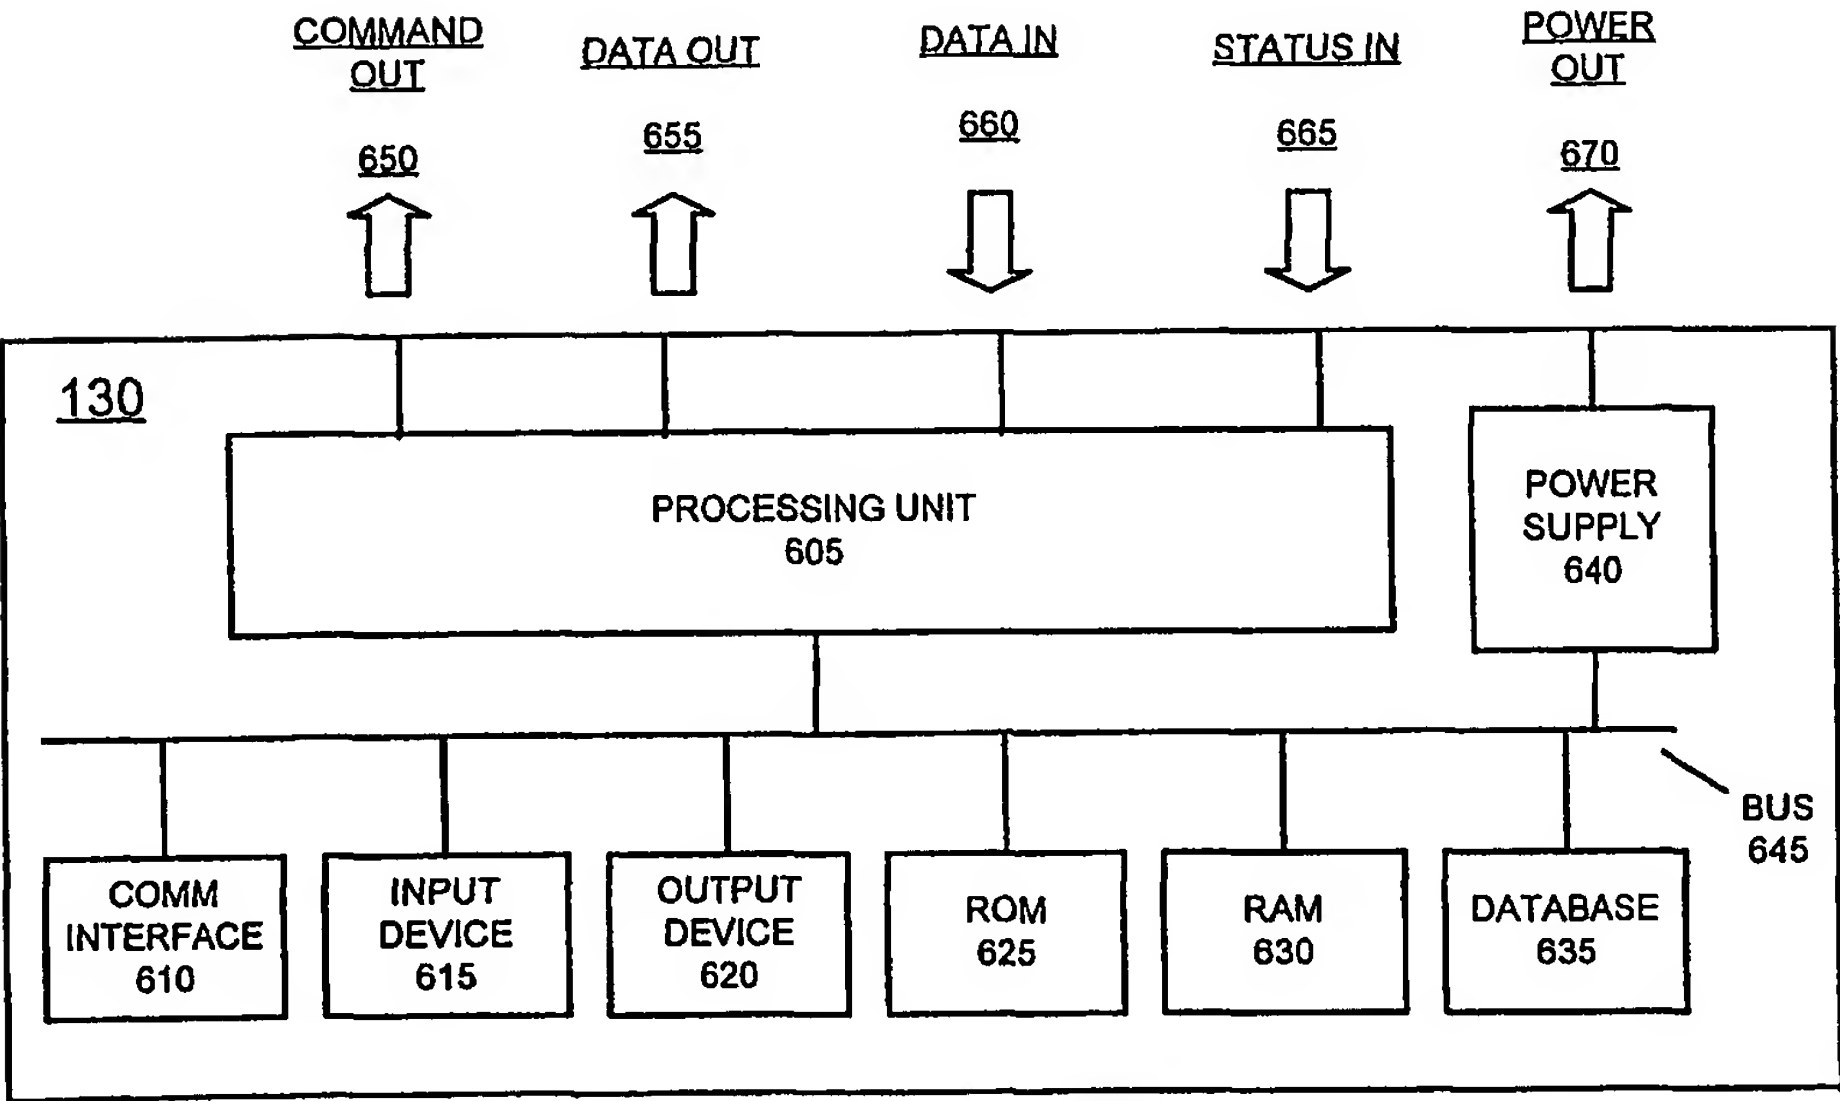 COMMAND
OUT
650
DATA OUT
655
DATA IN
660
STATUS IN
665
POWER
OUT
670
130
PROCESSING UNIT
605
POWER
SUPPLY
640
BUS
645
COMM
INTERFACE
610
INPUT
DEVICE
615
OUTPUT
DEVICE
620
ROM
625
RAM
630
DATABASE
635